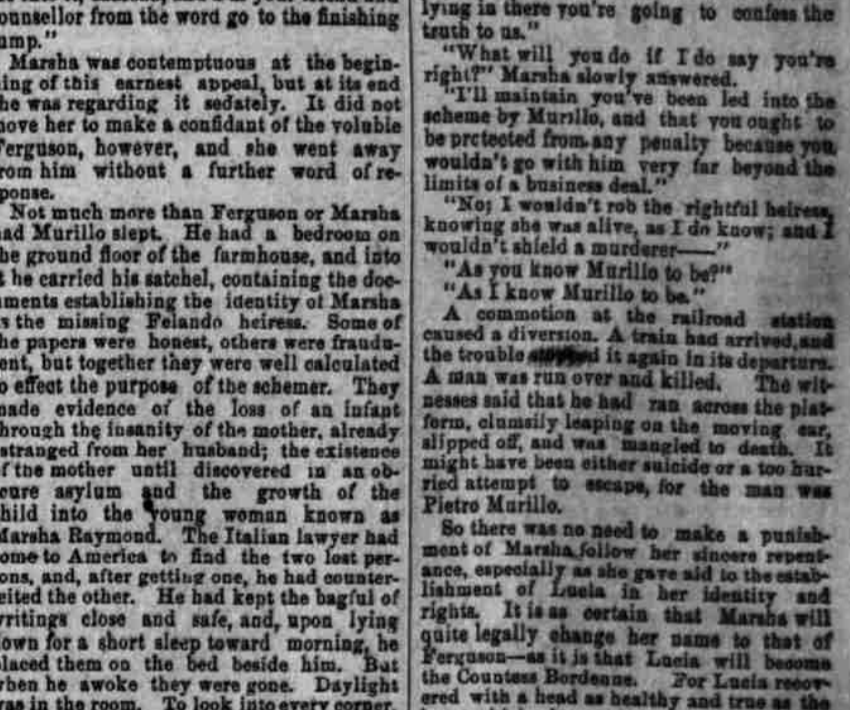 ounsellor from the word go to the finishing
ump."
Marsha was contemptuous at the begin-
ing of this earnest appeal, but at its end
he was regarding it sedately. It did not
ove her to make a confidant of the voluble
erguson, however, and she went away
rom him without a further word of re-
ponse.
Not much more than Ferguson or Marsha
ad Murillo slept. He had a bedroom on
he ground floor of the farmhouse, and into
t he carried his satchel, containing the doc-
ments establishing the identity of Marsha
s the missing Felando heiress. Some of
he papers were honest, others were fraudu-
ent, but together they were well calculated
o effect the purpose of the schemer. They
ade evidence of the loss of an infant
hrough the insanity of the mother, already
stranged from her husband; the existence
f the mother until discovered in an ob-
cure asylum and the growth of the
hild into the young woman known as
Marsha Raymond. The Italian lawyer had
ome to America to find the two lost per-
ons, and, after getting one, he had counter-
eited the other. He had kept the bagful of
writings close and safe, and, upon lying
own for a short sleep toward morning, he
laced them on the bed beside him. But
hen he awoke they were gone. Daylight
as in the room. To look into every corner,
lying in there you're going to confess the
truth to us."
"What will you do if I do say you're
right?" Marsha slowly answered.
"I'll maintain you've been led into the
scheme by Murillo, and that you ought to
be protected from any penalty because you
wouldn't go with him very far beyond the
limits of a business deal."
"No; I wouldn't rob the rightful heiress,
knowing she was alive, as I do know; and I
wouldn't shield a murderer——"
"As you know Murillo to be?"
"As I know Murillo to be."
A commotion at the railroad station
caused a diversion. A train had arrived, and
the trouble it again in its departure.
A man was run over and killed. The wit-
nesses said that he had ran across the plat-
form, clumsily leaping on the moving car,
slipped off, and was mangled to death. It
might have been either suicide or a too hur-
ried attempt to escape, for the man was
Pietro Murillo.
So there was no need to make a punish-
ment of Marsha follow her sincere repent-
ance, especially as she gave aid to the estab-
lishment of Lucia in her identity and
rights. It is as certain that Marsha will
quite legally change her name to that of
Ferguson—as it is that Lucia will become
the Countess Bordenne. For Lucia recov-
ered with a head as healthy and true as the